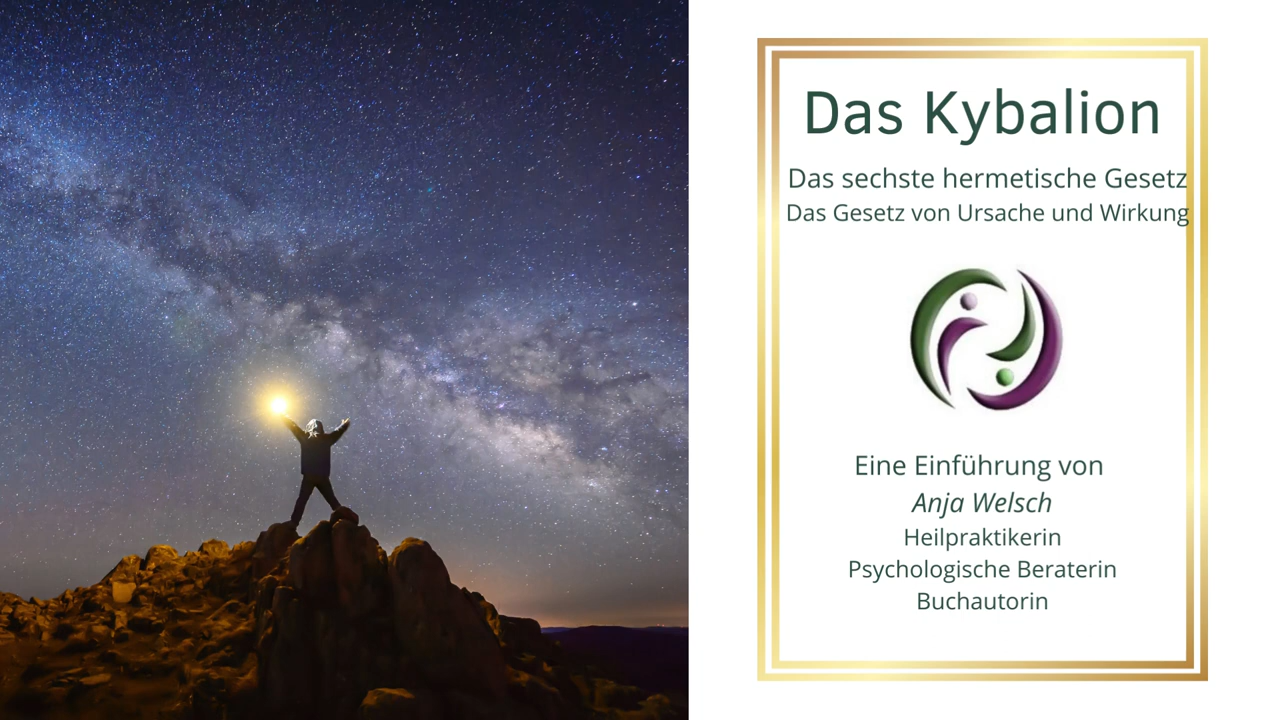 Das Kybalion
Das sechste hermetische Gesetz
Das Gesetz von Ursache und Wirkung
Eine Einführung von
Anja Welsch
Heilpraktikerin
Psychologische Beraterin
Buchautorin